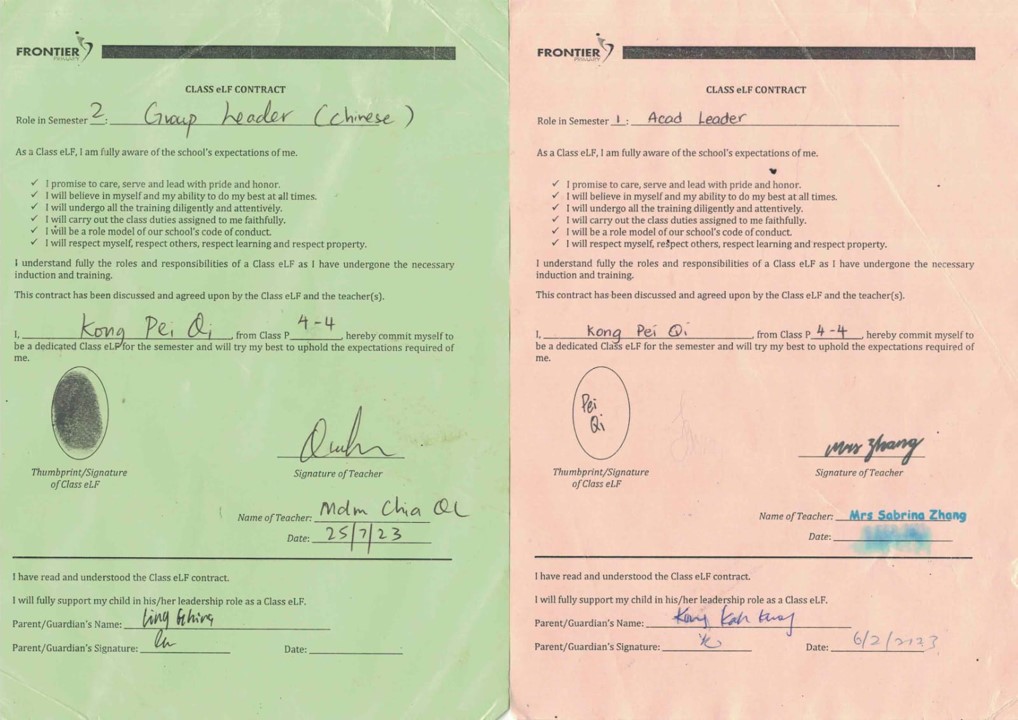 FRONTIER
PRIMARY
CLASS eLF CONTRACT
Role in Semester 2: Group Leader (Chinese)
As a Class eLF, I am fully aware of the school's expectations of me.
✓ I promise to care, serve and lead with pride and honor.
✓ I will believe in myself and my ability to do my best at all times.
✓ I will undergo all the training diligently and attentively.
✓ I will carry out the class duties assigned to me faithfully.
✓ I will be a role model of our school's code of conduct.
✓ I will respect myself, respect others, respect learning and respect property.
I understand fully the roles and responsibilities of a Class eLF as I have undergone the necessary
induction and training.
This contract has been discussed and agreed upon by the Class eLF and the teacher(s).
I, Kong Pei Qi, from Class P 4-4, hereby commit myself to
be a dedicated Class eLF for the semester and will try my best to uphold the expectations required of
me.
Thumbprint/Signature
of Class eLF
Signature of Teacher
Name of Teacher: Mdm Chia QL
Date: 25/7/23
I have read and understood the Class eLF contract.
I will fully support my child in his/her leadership role as a Class eLF.
Parent/Guardian's Name: Ling
Parent/Guardian's Signature:
Date:
FRONTIER
PRIMARY
CLASS eLF CONTRACT
Role in Semester 1: Acad Leader
As a Class eLF, I am fully aware of the school's expectations of me.
✓ I promise to care, serve and lead with pride and honor.
✓ I will believe in myself and my ability to do my best at all times.
✓ I will undergo all the training diligently and attentively.
✓ I will carry out the class duties assigned to me faithfully.
✓ I will be a role model of our school's code of conduct.
✓ I will respect myself, respect others, respect learning and respect property.
I understand fully the roles and responsibilities of a Class eLF as I have undergone the necessary
induction and training.
This contract has been discussed and agreed upon by the Class eLF and the teacher(s).
I, Kong Pei Qi, from Class P 4-4, hereby commit myself to
be a dedicated Class eLF for the semester and will try my best to uphold the expectations required of
me.
Pei
Qi
Mrs Zhang
Thumbprint/Signature
of Class eLF
Signature of Teacher
Name of Teacher: Mrs Sabrina Zhang
Date:
I have read and understood the Class eLF contract.
I will fully support my child in his/her leadership role as a Class eLF.
Parent/Guardian's Name: Kong Kah
Parent/Guardian's Signature:
Date: 6/2/2023